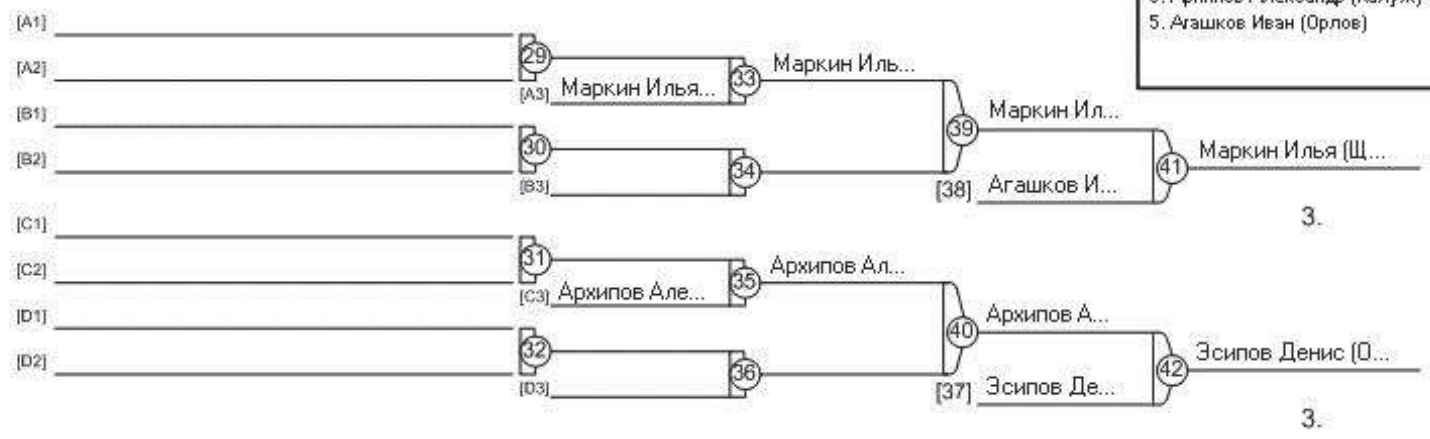 5. Агашков Иван (Орлов)
[A1]
[A2]
29
[A3] Маркин Илья...
33
Маркин Иль...
[B1]
[B2]
30
[B3]
34
39
Маркин Ил...
[38] Агашков И...
41
Маркин Илья (Щ...
3.
[C1]
[C2]
31
[C3] Архипов Але...
35
Архипов Ал...
[D1]
[D2]
32
[D3]
36
40
Архипов А...
[37] Эсипов Де...
42
Эсипов Денис (О...
3.